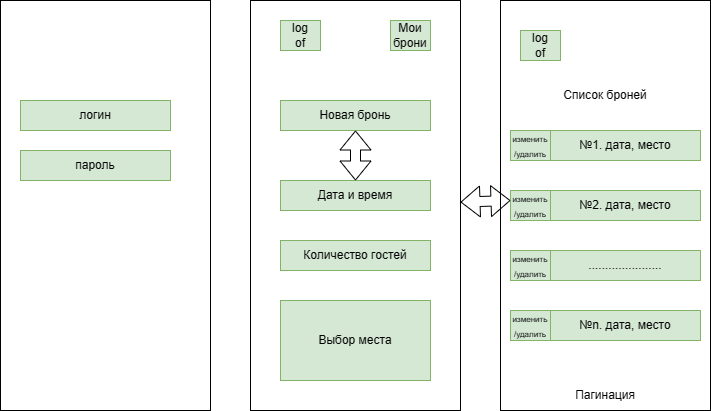 логин
пароль
log
of
Мои
брони
Новая бронь
Дата и время
Количество гостей
Выбор места
log
of
Список броней
изменить
/удалить
№1. дата, место
изменить
/удалить
№2. дата, место
изменить
/удалить
......................
изменить
/удалить
№n. дата, место
Пагинация